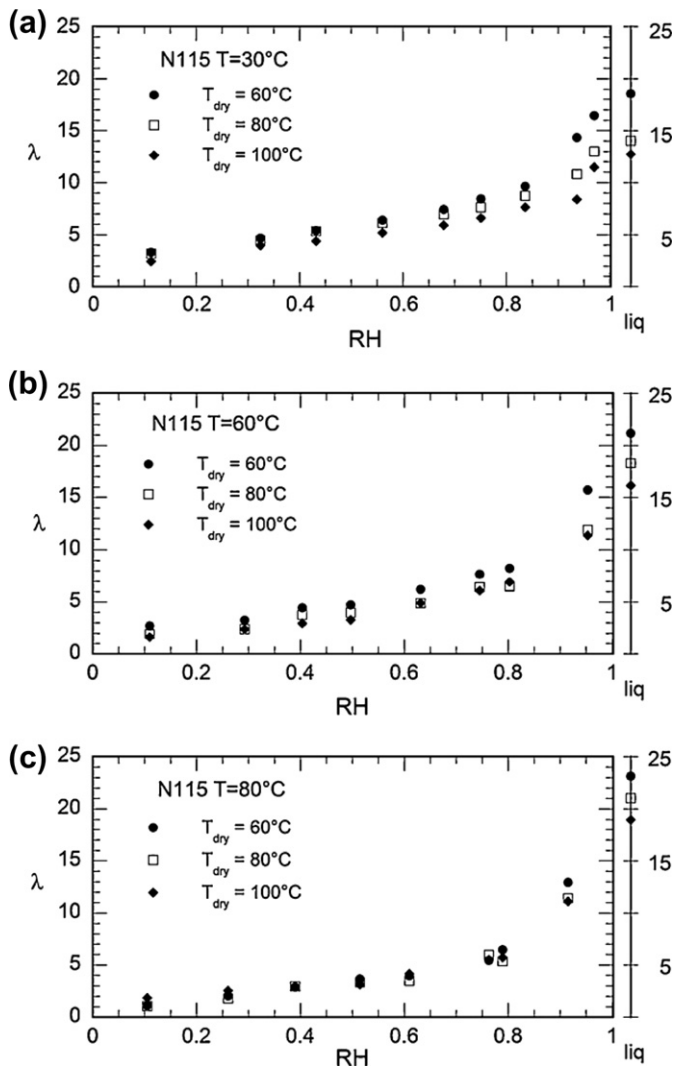 (a)
N115 T=30°C
T_dry = 60°C
T_dry = 80°C
T_dry = 100°C
λ
25
20
15
10
5
0
0 0.2 0.4 0.6 0.8 1
RH
25
15
5
liq
(b)
N115 T=60°C
T_dry = 60°C
T_dry = 80°C
T_dry = 100°C
λ
25
20
15
10
5
0
0 0.2 0.4 0.6 0.8 1
RH
25
15
5
liq
(c)
N115 T=80°C
T_dry = 60°C
T_dry = 80°C
T_dry = 100°C
λ
25
20
15
10
5
0
0 0.2 0.4 0.6 0.8 1
RH
25
15
5
liq